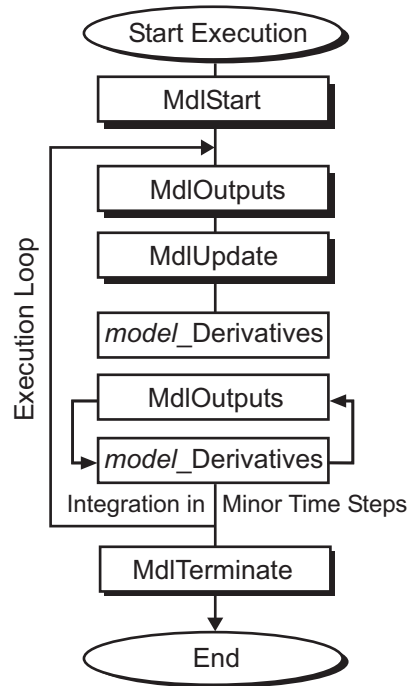 Start Execution
MdlStart
MdlOutputs
MdlUpdate
model_Derivatives
Execution Loop
MdlOutputs
model_Derivatives
Integration in Minor Time Steps
MdlTerminate
End